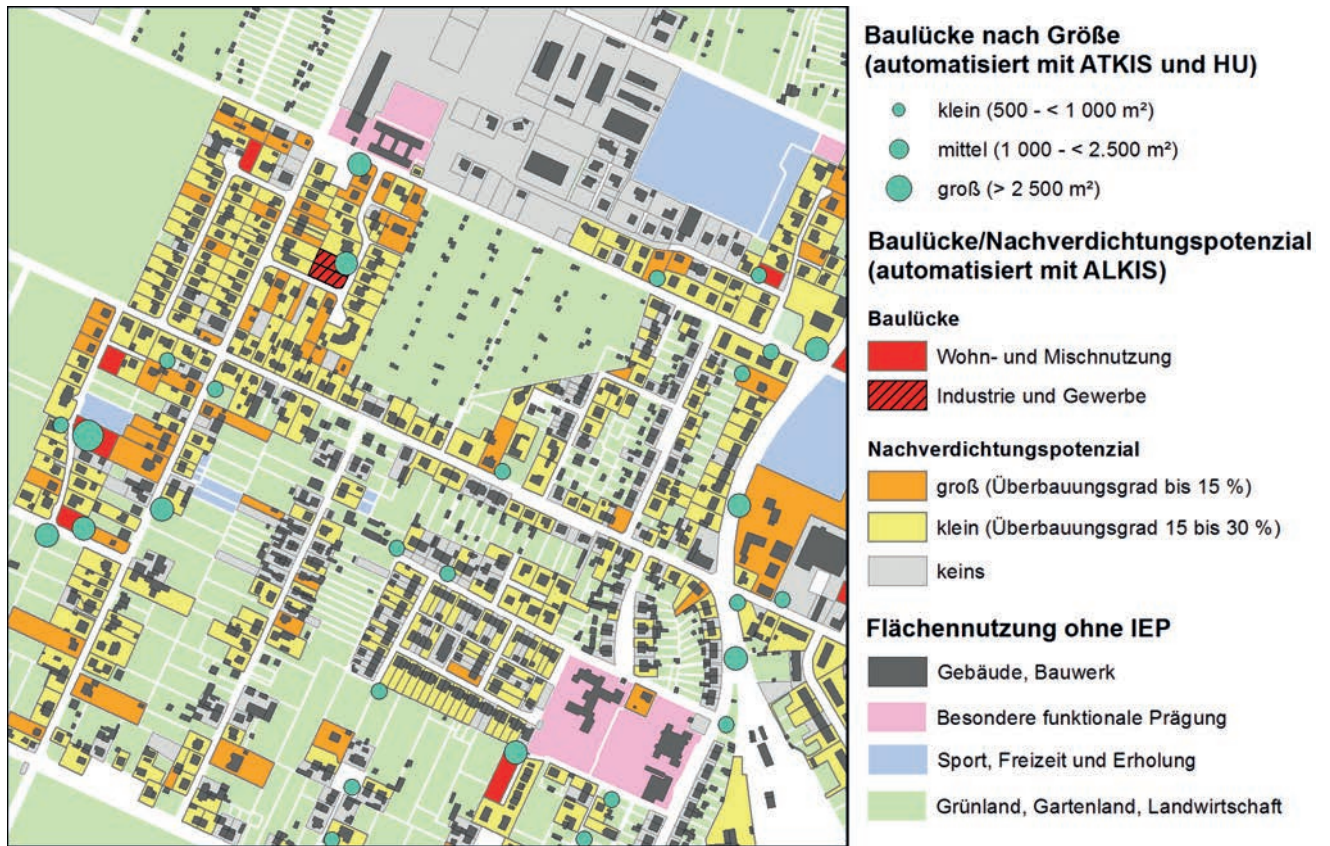 Baulücke nach Größe
(automatisiert mit ATKIS und HU)
klein (500 - < 1 000 m²)
mittel (1 000 - < 2.500 m²)
groß (> 2 500 m²)
Baulücke/Nachverdichtungspotenzial
(automatisiert mit ALKIS)
Baulücke
Wohn- und Mischnutzung
Industrie und Gewerbe
Nachverdichtungspotenzial
groß (Überbauungsgrad bis 15 %)
klein (Überbauungsgrad 15 bis 30 %)
keins
Flächennutzung ohne IEP
Gebäude, Bauwerk
Besondere funktionale Prägung
Sport, Freizeit und Erholung
Grünland, Gartenland, Landwirtschaft